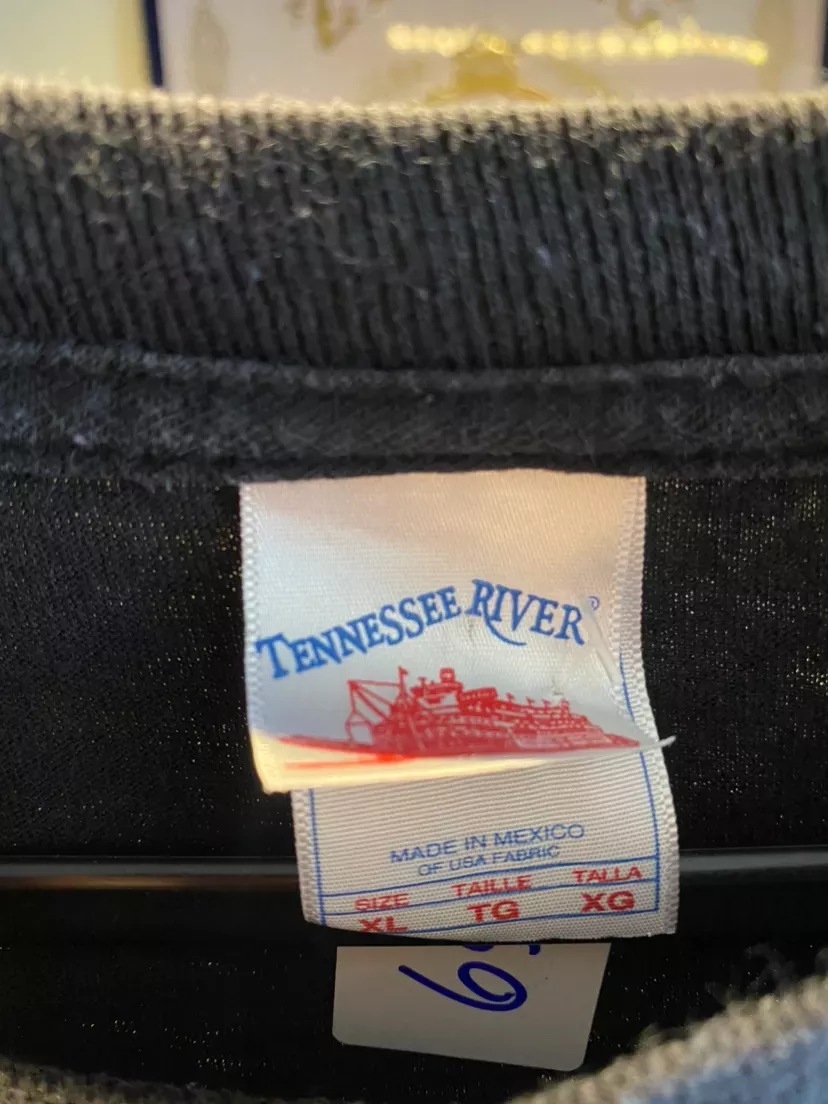 TENNESSEE RIVER®
MADE IN MEXICO
OF USA FABRIC
SIZE TAILLE TALLA
XL TG XG